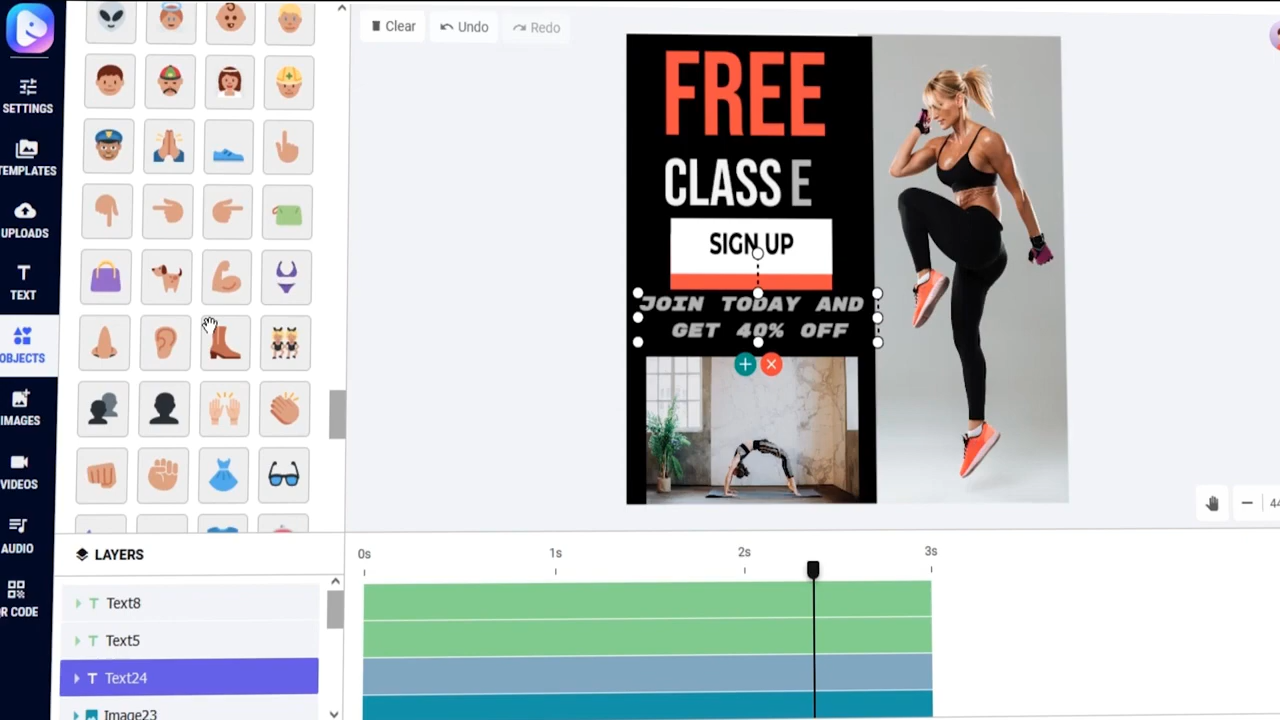 Clear
Undo
Redo
SETTINGS
TEMPLATES
UPLOADS
TEXT
OBJECTS
IMAGES
VIDEOS
AUDIO
R CODE
FREE
CLASS E
SIGN UP
JOIN TODAY AND
GET 40% OFF
44
LAYERS
0s
1s
2s
3s
Text8
Text5
Text24
Image23